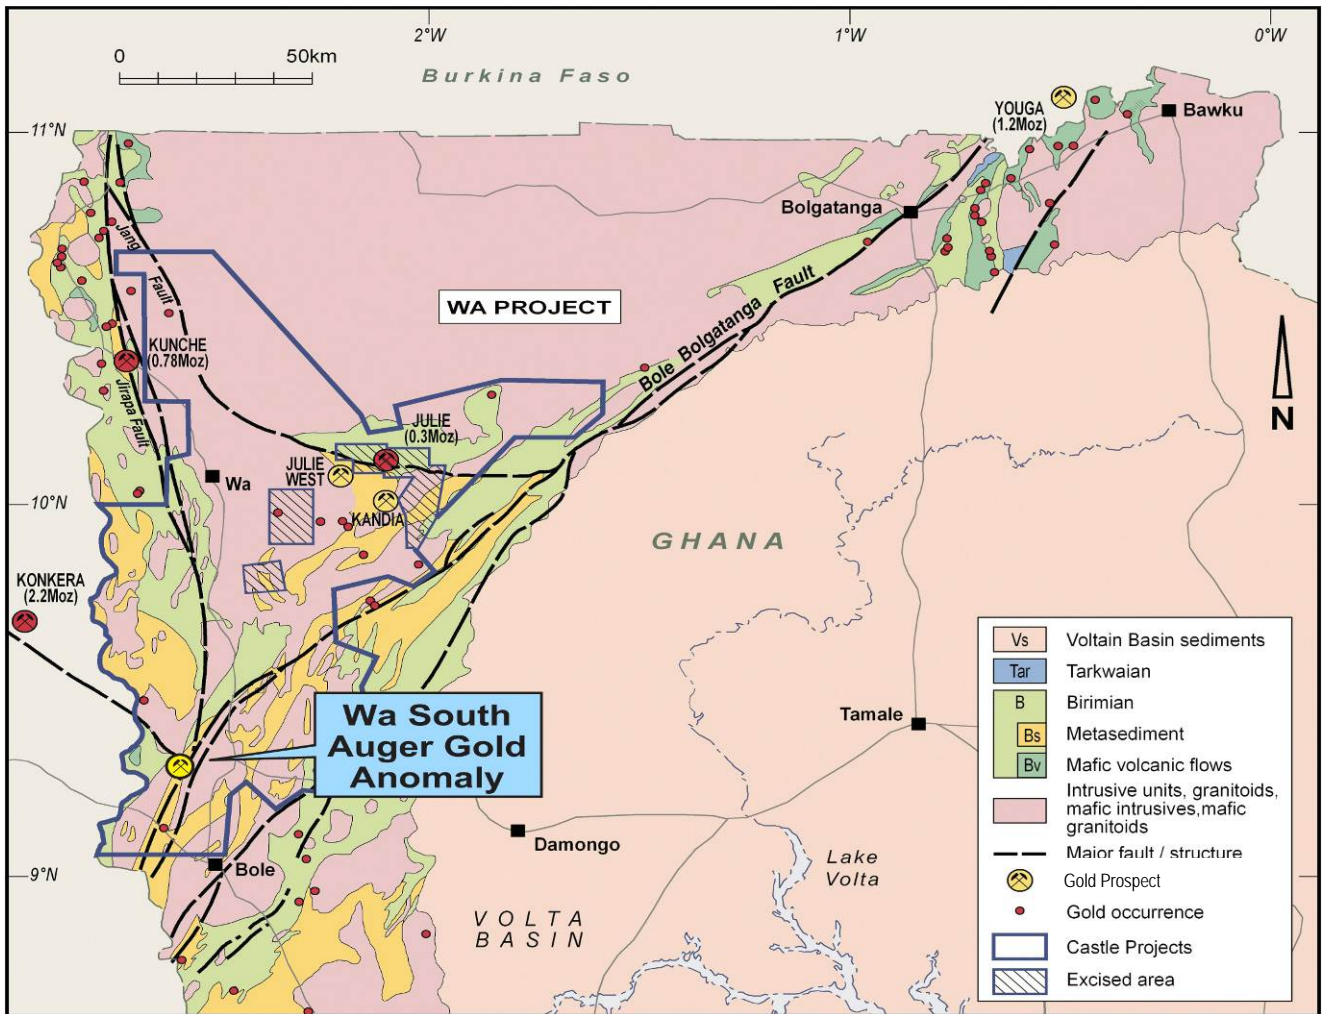 2°W
1°W
0°W
0
50km
Burkina Faso
11°N
YOUGA
(1.2Moz)
Bawku
Bolgatanga
Jang
Fault
WA PROJECT
Bole Bolgatanga Fault
KUNCHE
(0.78Moz)
Jirapa Fault
JULIE
(0.3Moz)
JULIE
WEST
Wa
KANDIA
10°N
GHANA
N
KONKERA
(2.2Moz)
Wa South
Auger Gold
Anomaly
Tamale
Damongo
Bole
9°N
Lake
Volta
VOLTA
BASIN
Vs Voltain Basin sediments
Tar Tarkwaian
B Birimian
Bs Metasediment
Bv Mafic volcanic flows
Intrusive units, granitoids,
mafic intrusives,mafic
granitoids
Major fault / structure
Gold Prospect
Gold occurrence
Castle Projects
Excised area